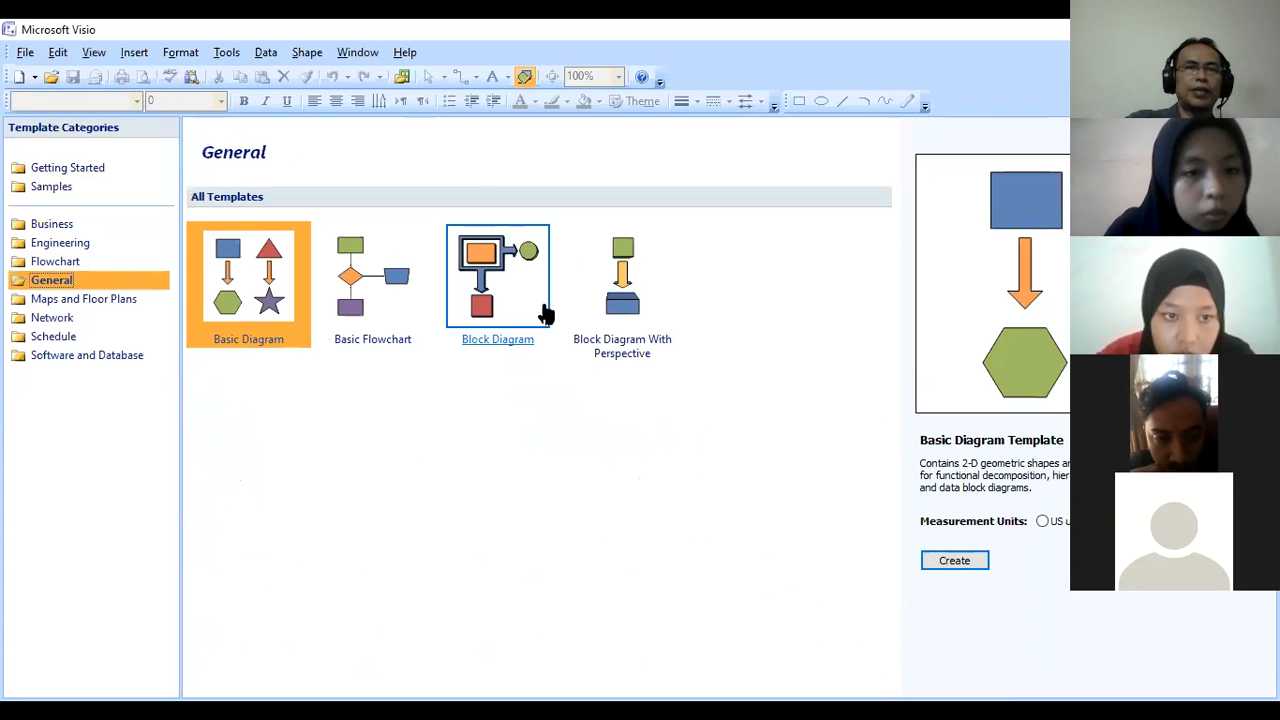 Microsoft Visio
File Edit View Insert Format Tools Data Shape Window Help
100%
0 B I U A Theme
Template Categories
Getting Started
Samples
Business
Engineering
Flowchart
General
Maps and Floor Plans
Network
Schedule
Software and Database
General
All Templates
Basic Diagram
Basic Flowchart
Block Diagram
Block Diagram With
Perspective
Basic Diagram Template
Contains 2-D geometric shapes
for functional decomposition,
and data block diagrams.
Measurement Units: US
Create